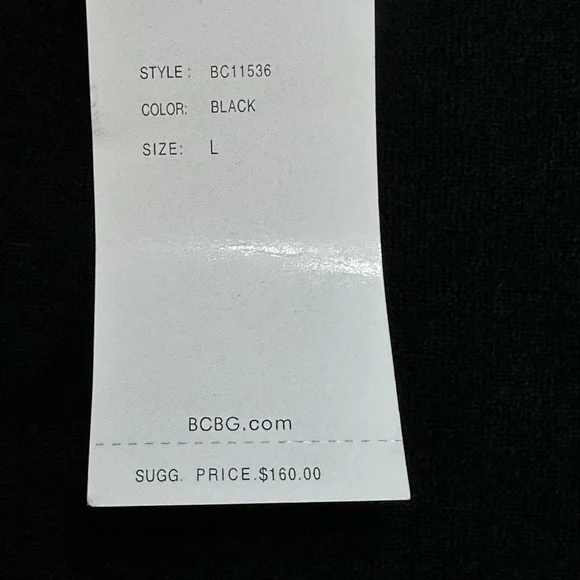 STYLE: BC11536
COLOR: BLACK
SIZE: L
BCBG.com
SUGG. PRICE.$160.00